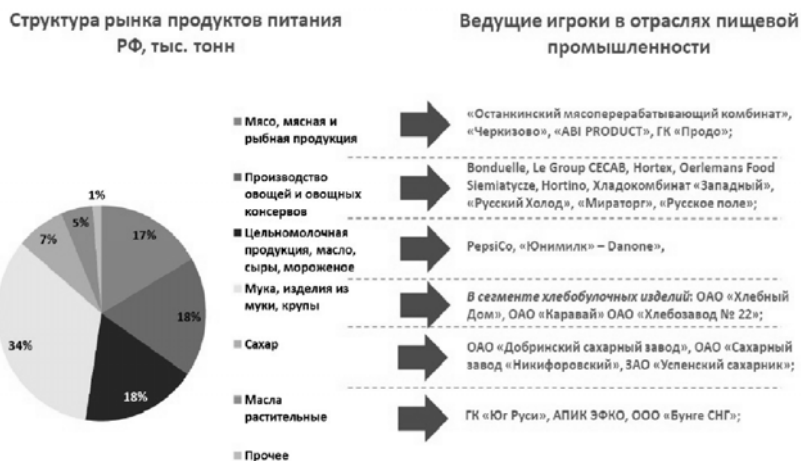 Структура рынка продуктов питания
РФ, тыс. тонн
Ведущие игроки в отраслях пищевой
промышленности
1%
5%
7%
17%
18%
34%
18%
Мясо, мясная и
рыбная продукция
«Останкинский мясоперерабатывающий комбинат»,
«Черкизово», «ABI PRODUCT», ГК «Продо»;
Производство
овощей и овощных
консервов
Bonduelle, Le Group CECAB, Hortex, Oerlemans Food
Siemiatycze, Hortino, Хладокомбинат «Западный»,
«Русский Холод», «Мираторг», «Русское поле»;
Цельномолочная
продукция, масло,
сыры, мороженое
PepsiCo, «Юнимилк» – Danone»,
Мука, изделия из
муки, крупы
В сегменте хлебобулочных изделий: ОАО «Хлебный
Дом», ОАО «Каравай» ОАО «Хлебозавод № 22»;
Сахар
ОАО «Добринский сахарный завод», ОАО «Сахарный
завод «Никифоровский», ЗАО «Успенский сахарник»;
Масла
растительные
ГК «Юг Руси», АПИК ЭФКО, ООО «Бунге СНГ»;
Прочее